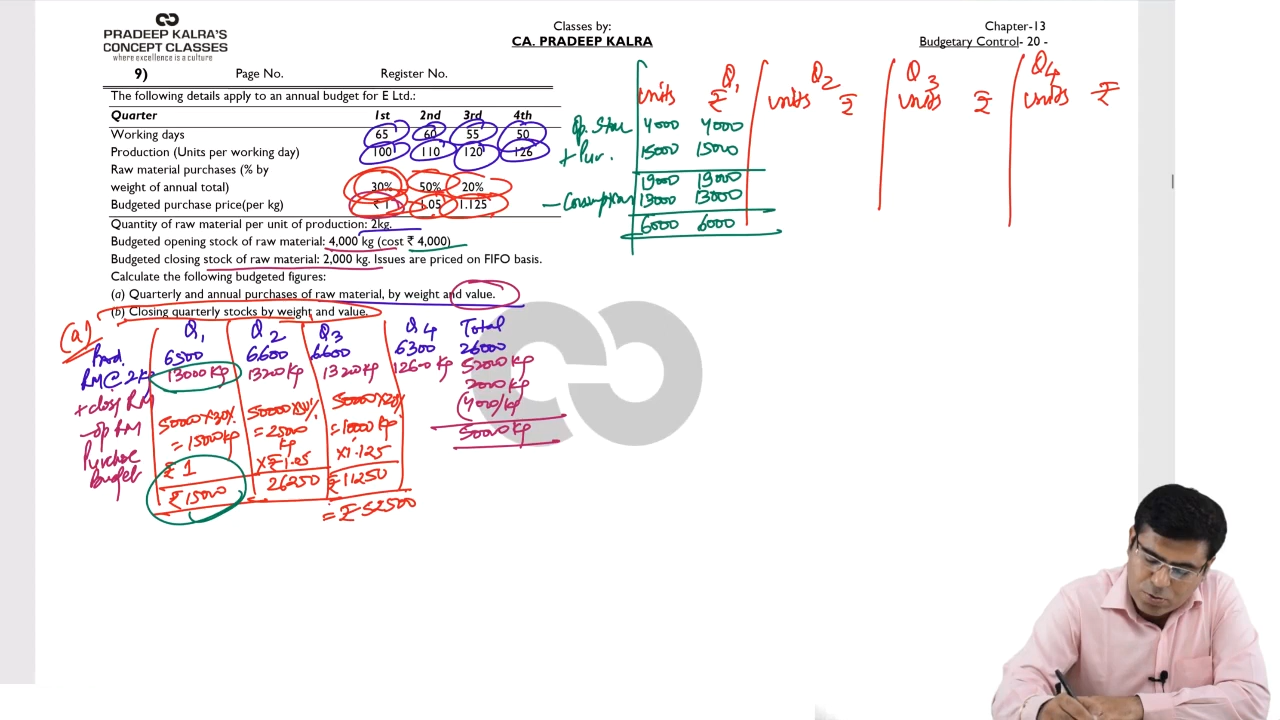 PRADEEP KALRA'S
CONCEPT CLASSES
where excellence is a culture
Classes by:
CA. PRADEEP KALRA
Chapter-13
Budgetary Control- 20 -
9) Page No. Register No.
The following details apply to an annual budget for E Ltd.:
Quarter 1st 2nd 3rd 4th
Working days 65 60 55 50
Production (Units per working day) 100 110 120 126
Raw material purchases (% by
weight of annual total) 30% 50% 20%
Budgeted purchase price(per kg) ₹ 1 1.05 1.125
Quantity of raw material per unit of production: 2kg.
Budgeted opening stock of raw material: 4,000 kg (cost ₹ 4,000)
Budgeted closing stock of raw material: 2,000 kg. Issues are priced on FIFO basis.
Calculate the following budgeted figures:
(a) Quarterly and annual purchases of raw material, by weight and value.
(b) Closing quarterly stocks by weight and value.
Q1 Q2 Q3 Q4
units ₹ units ₹ units ₹ units ₹
Op. Stock 4000 4000
+ Pur. 15000 15000
19000 19000
- Consumption 13000 13000
6000 6000
(a) Q1 Q2 Q3 Q4 Total
Prod. 6500 6600 6600 6300 26000
RM@2kg 13000 kg 13200 kg 13200 kg 12600 kg 52000 kg
+ clos RM 2000 kg
- op RM (4000)kg
Purchase Budget 50000 kg
50000×30% 50000×50% 50000×20%
= 15000kg = 25000 kg = 10000 kg
₹ 1 ×₹1.05 ×1.125
₹15000 26250 ₹11250
= ₹52500